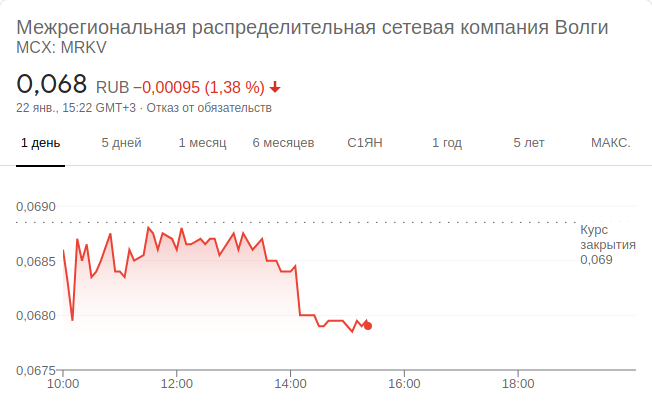 Межрегиональная распределительная сетевая компания Волги
MCX: MRKV
0,068 RUB −0,00095 (1,38 %)
22 янв., 15:22 GMT+3 · Отказ от обязательств
1 день 5 дней 1 месяц 6 месяцев С1ЯН 1 год 5 лет МАКС.
0,0690
Курс
закрытия
0,069
0,0685
0,0680
0,0675
10:00 12:00 14:00 16:00 18:00